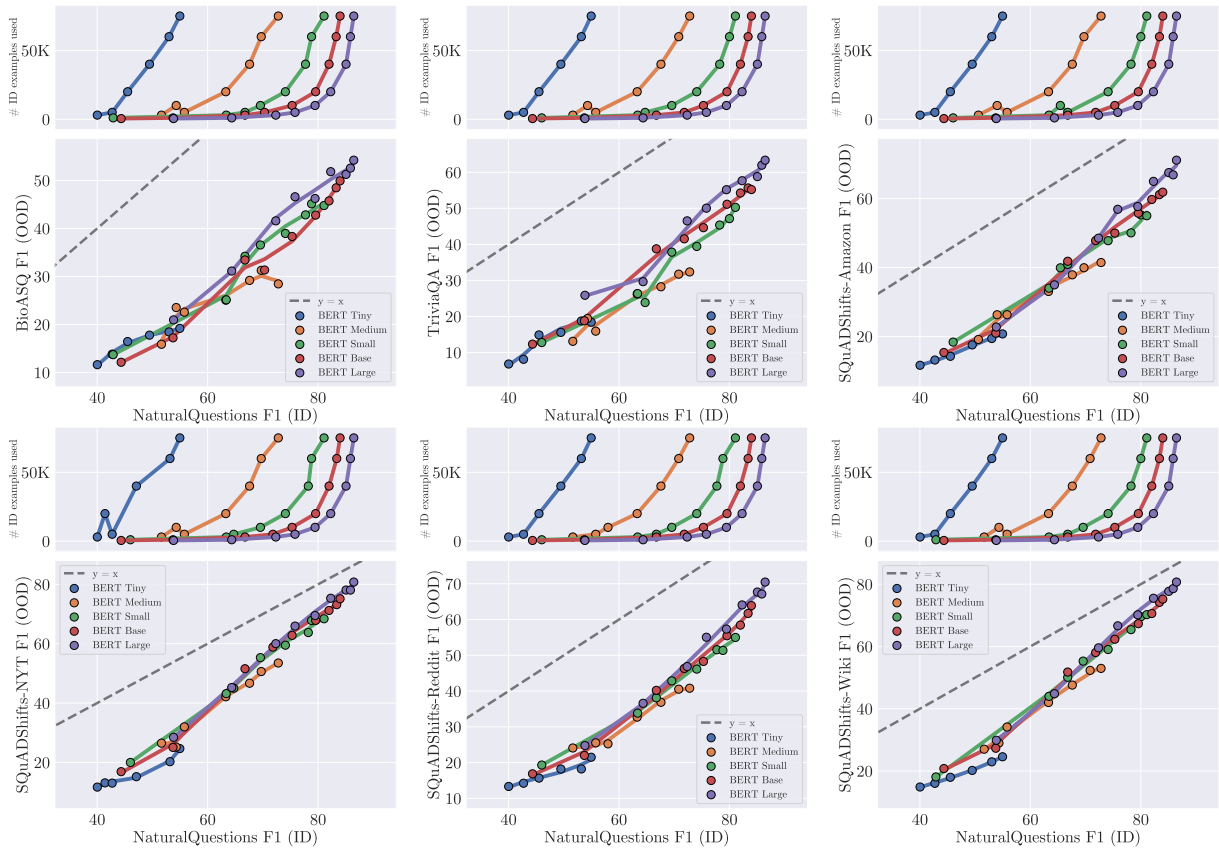 # ID examples used
50K
0
# ID examples used
50K
0
# ID examples used
50K
0
BioASQ F1 (OOD)
50
40
30
20
10
40
60
80
NaturalQuestions F1 (ID)
y = x
BERT Tiny
BERT Medium
BERT Small
BERT Base
BERT Large
TriviaQA F1 (OOD)
60
50
40
30
20
10
40
60
80
NaturalQuestions F1 (ID)
y = x
BERT Tiny
BERT Medium
BERT Small
BERT Base
BERT Large
SQuADShifts-Amazon F1 (OOD)
60
40
20
40
60
80
NaturalQuestions F1 (ID)
y = x
BERT Tiny
BERT Medium
BERT Small
BERT Base
BERT Large
# ID examples used
50K
0
# ID examples used
50K
0
# ID examples used
50K
0
SQuADShifts-NYT F1 (OOD)
80
60
40
20
40
60
80
NaturalQuestions F1 (ID)
y = x
BERT Tiny
BERT Medium
BERT Small
BERT Base
BERT Large
SQuADShifts-Reddit F1 (OOD)
70
60
50
40
30
20
10
40
60
80
NaturalQuestions F1 (ID)
y = x
BERT Tiny
BERT Medium
BERT Small
BERT Base
BERT Large
SQuADShifts-Wiki F1 (OOD)
80
60
40
20
40
60
80
NaturalQuestions F1 (ID)
y = x
BERT Tiny
BERT Medium
BERT Small
BERT Base
BERT Large